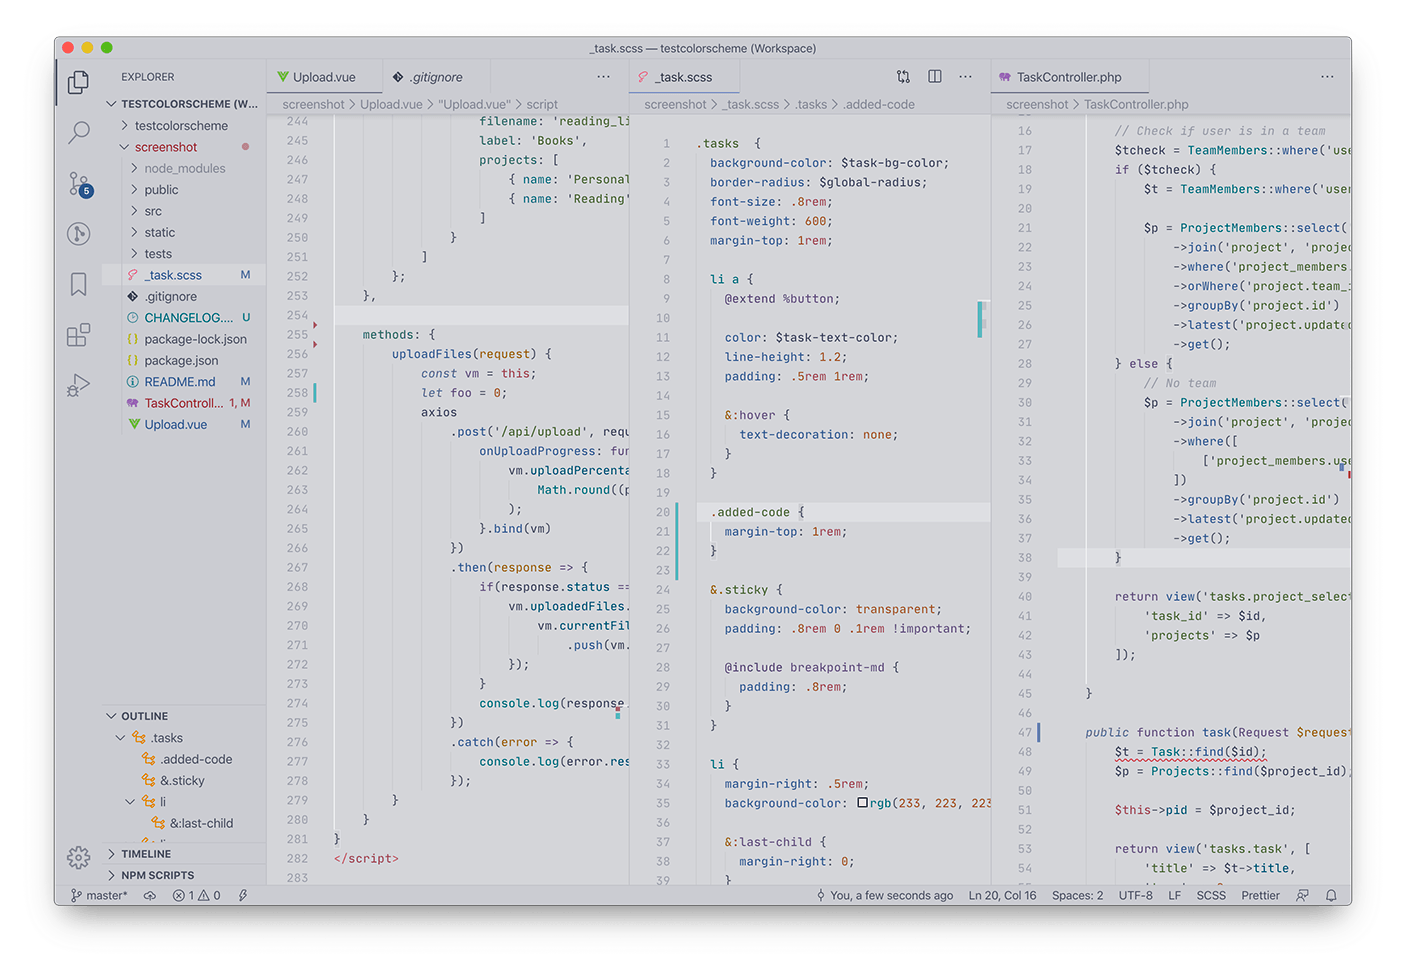 _task.scss — testcolorscheme (Workspace)
EXPLORER
TESTCOLORSCHEME (W...
testcolorscheme
screenshot
node_modules
public
src
static
tests
_task.scss M
.gitignore
CHANGELOG.... U
package-lock.json
package.json
README.md M
TaskControll... 1, M
Upload.vue M
5
OUTLINE
.tasks
.added-code
&.sticky
li
&:last-child
TIMELINE
NPM SCRIPTS
Upload.vue
.gitignore
screenshot > Upload.vue > "Upload.vue" > script
244 filename: 'reading_li
245 label: 'Books',
246 projects: [
247 { name: 'Personal
248 { name: 'Reading'
249 ]
250 }
251 ]
252 };
253 },
254
255 methods: {
256 uploadFiles(request) {
257 const vm = this;
258 let foo = 0;
259 axios
260 .post('/api/upload', requ
261 onUploadProgress: fun
262 vm.uploadPercenta
263 Math.round((p
264 );
265 }.bind(vm)
266 })
267 .then(response => {
268 if(response.status ==
269 vm.uploadedFiles.
270 vm.currentFil
271 .push(vm.
272 });
273 }
274 console.log(response.
275 })
276 .catch(error => {
277 console.log(error.res
278 });
279 }
280 }
281 }
282 </script>
283
_task.scss
screenshot > _task.scss > .tasks > .added-code
1 .tasks {
2 background-color: $task-bg-color;
3 border-radius: $global-radius;
4 font-size: .8rem;
5 font-weight: 600;
6 margin-top: 1rem;
7
8 li a {
9 @extend %button;
10
11 color: $task-text-color;
12 line-height: 1.2;
13 padding: .5rem 1rem;
14
15 &:hover {
16 text-decoration: none;
17 }
18 }
19
20 .added-code {
21 margin-top: 1rem;
22 }
23
24 &.sticky {
25 background-color: transparent;
26 padding: .8rem 0 .1rem !important;
27
28 @include breakpoint-md {
29 padding: .8rem;
30 }
31 }
32
33 li {
34 margin-right: .5rem;
35 background-color: rgb(233, 223, 223
36
37 &:last-child {
38 margin-right: 0;
39 }
TaskController.php
screenshot > TaskController.php
16 // Check if user is in a team
17 $tcheck = TeamMembers::where('use
18 if ($tcheck) {
19 $t = TeamMembers::where('user
20
21 $p = ProjectMembers::select('
22 ->join('project', 'projec
23 ->where('project_members.
24 ->orWhere('project.team_i
25 ->groupBy('project.id')
26 ->latest('project.updated
27 ->get();
28 } else {
29 // No team
30 $p = ProjectMembers::select('
31 ->join('project', 'projec
32 ->where([
33 ['project_members.use
34 ])
35 ->groupBy('project.id')
36 ->latest('project.updated
37 ->get();
38 }
39
40 return view('tasks.project_select
41 'task_id' => $id,
42 'projects' => $p
43 ]);
44
45 }
46
47 public function task(Request $request
48 $t = Task::find($id);
49 $p = Projects::find($project_id);
50
51 $this->pid = $project_id;
52
53 return view('tasks.task', [
54 'title' => $t->title,
master* 1 0
You, a few seconds ago Ln 20, Col 16 Spaces: 2 UTF-8 LF SCSS Prettier